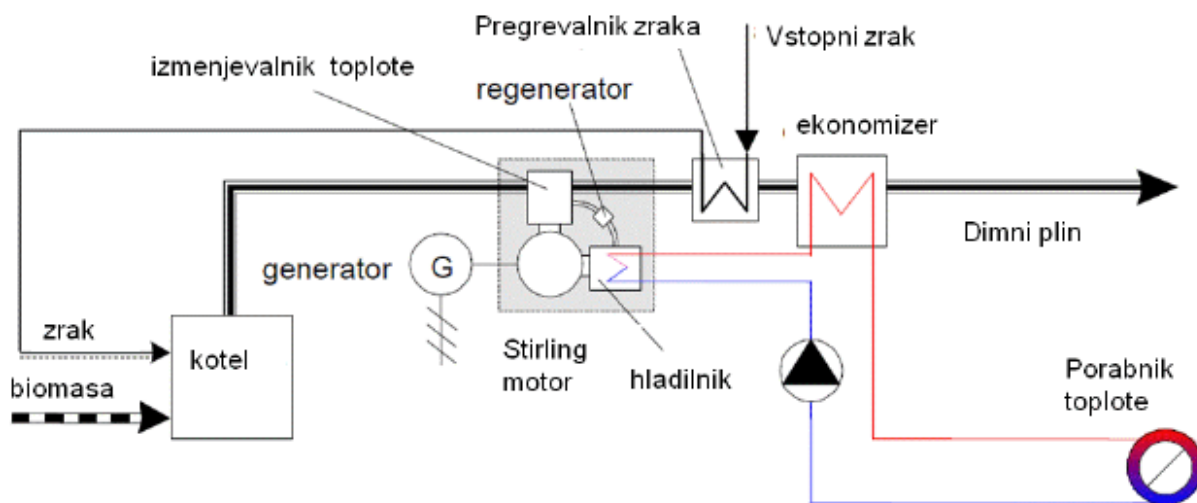 Pregrevalnik zraka
Vstopni zrak
izmenjevalnik toplote
regenerator
ekonomizer
Dimni plin
generator
G
zrak
kotel
Stirling
motor
hladilnik
biomasa
Porabnik
toplote